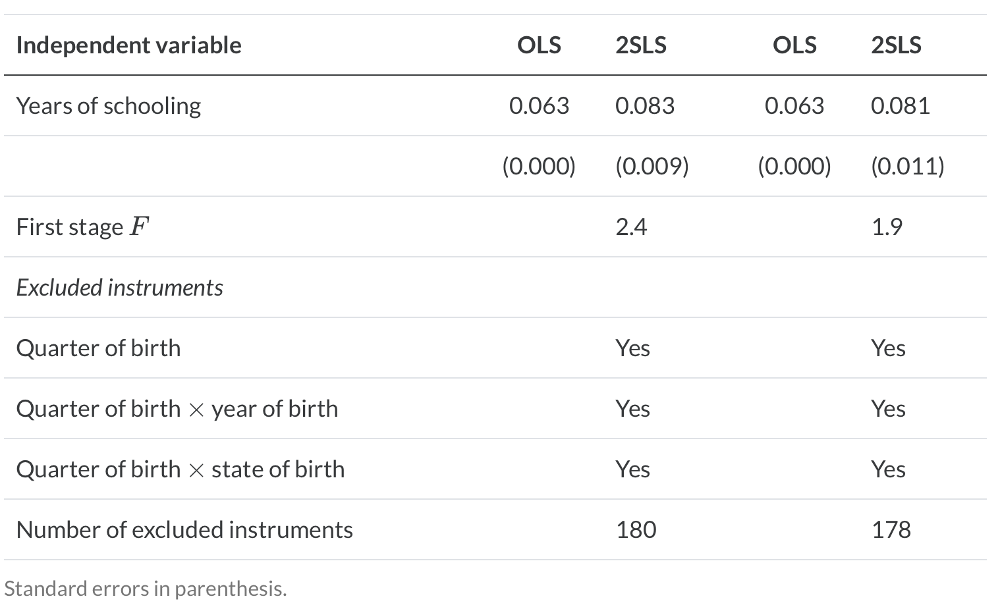 Independent variable OLS 2SLS OLS 2SLS
Years of schooling 0.063 0.083 0.063 0.081
(0.000) (0.009) (0.000) (0.011)
First stage F 2.4 1.9
Excluded instruments
Quarter of birth Yes Yes
Quarter of birth × year of birth Yes Yes
Quarter of birth × state of birth Yes Yes
Number of excluded instruments 180 178
Standard errors in parenthesis.